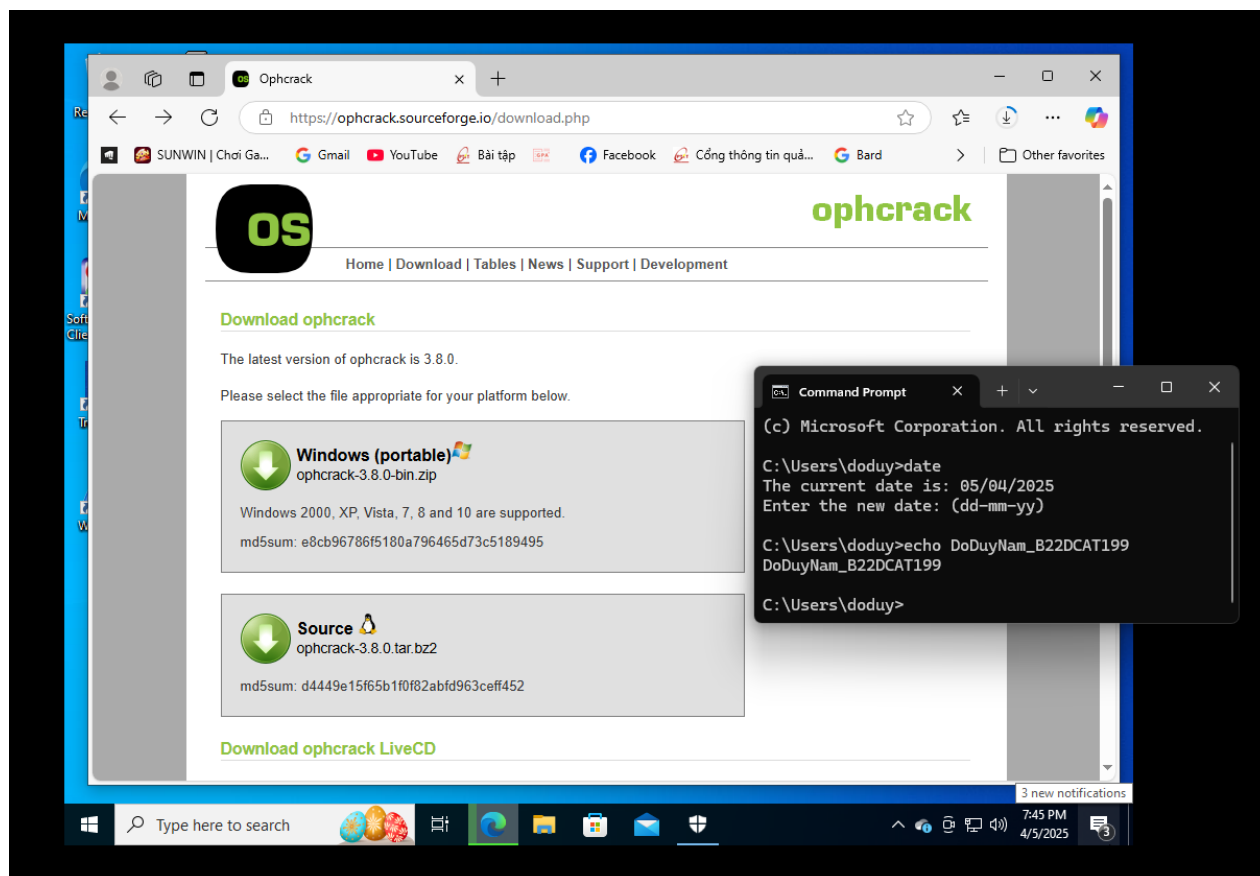 Ophcrack
https://ophcrack.sourceforge.io/download.php
SUNWIN | Chơi Ga... Gmail YouTube Bài tập Facebook Cổng thông tin quả... Bard Other favorites
os
ophcrack
Home | Download | Tables | News | Support | Development
Download ophcrack
The latest version of ophcrack is 3.8.0.
Please select the file appropriate for your platform below.
Windows (portable)
ophcrack-3.8.0-bin.zip
Windows 2000, XP, Vista, 7, 8 and 10 are supported.
md5sum: e8cb96786f5180a796465d73c5189495
Source
ophcrack-3.8.0.tar.bz2
md5sum: d4449e15f65b1f0f82abfd963ceff452
Download ophcrack LiveCD
Command Prompt
(c) Microsoft Corporation. All rights reserved.
C:\Users\doduy>date
The current date is: 05/04/2025
Enter the new date: (dd-mm-yy)
C:\Users\doduy>echo DoDuyNam_B22DCAT199
DoDuyNam_B22DCAT199
C:\Users\doduy>
3 new notifications
Type here to search
7:45 PM
4/5/2025
3